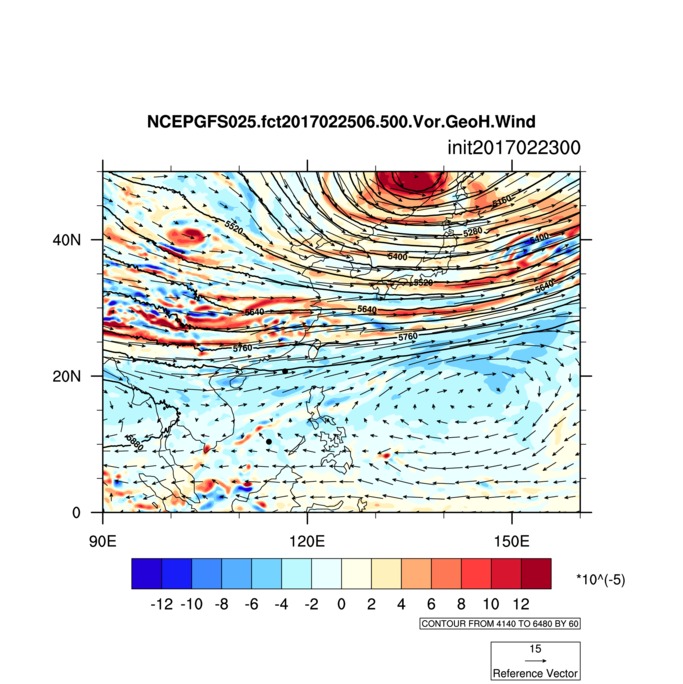 NCEPGFS025.fct2017022506.500.Vor.GeoH.Wind
init2017022300
5160
5520
5280
5400
40N
5400
5520
5640
5640
5640
5760
5760
20N
5880
0
90E 120E 150E
-12 -10 -8 -6 -4 -2 0 2 4 6 8 10 12
*10^(-5)
CONTOUR FROM 4140 TO 6480 BY 60
15
Reference Vector